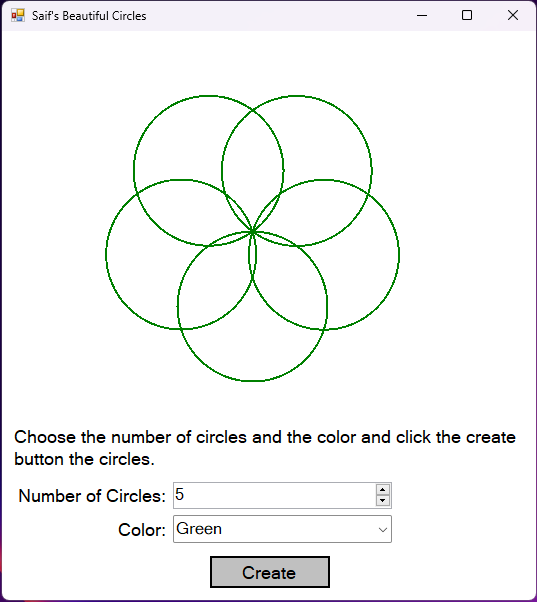 Saif's Beautiful Circles
Choose the number of circles and the color and click the create
button the circles.
Number of Circles: 5
Color: Green
Create